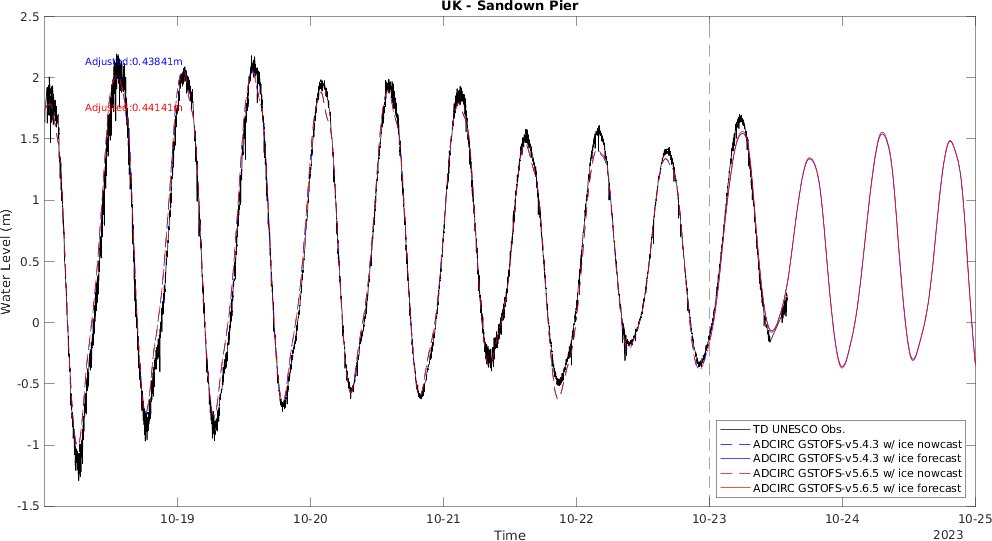 UK - Sandown Pier
2.5
2
1.5
1
0.5
0
-0.5
-1
-1.5
Water Level (m)
Adjusted:0.43841m
Adjusted:0.44141m
TD UNESCO Obs.
ADCIRC GSTOFS-v5.4.3 w/ ice nowcast
ADCIRC GSTOFS-v5.4.3 w/ ice forecast
ADCIRC GSTOFS-v5.6.5 w/ ice nowcast
ADCIRC GSTOFS-v5.6.5 w/ ice forecast
10-19
10-20
10-21
10-22
10-23
10-24
10-25
Time
2023